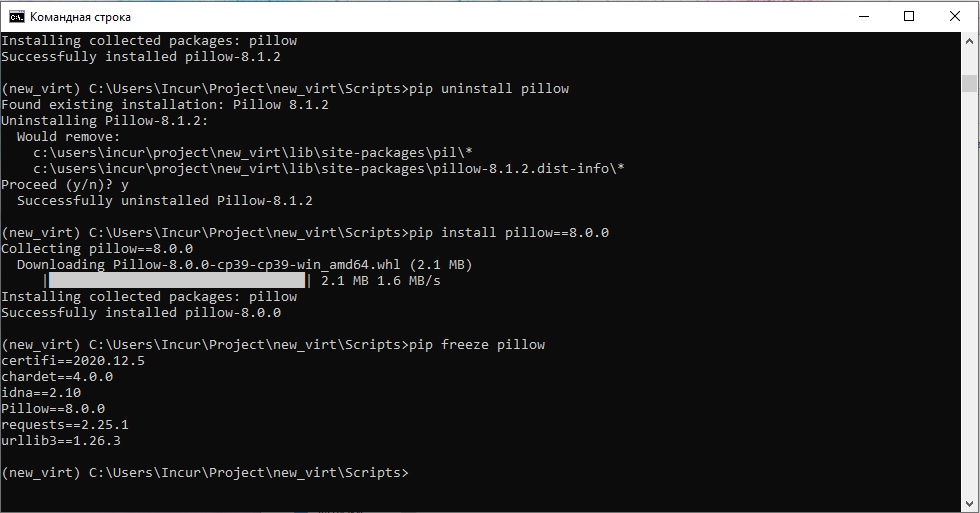 Командная строка
Installing collected packages: pillow
Successfully installed pillow-8.1.2
(new_virt) C:\Users\Incur\Project\new_virt\Scripts>pip uninstall pillow
Found existing installation: Pillow 8.1.2
Uninstalling Pillow-8.1.2:
Would remove:
c:\users\incur\project\new_virt\lib\site-packages\pil\*
c:\users\incur\project\new_virt\lib\site-packages\pillow-8.1.2.dist-info\*
Proceed (y/n)? y
Successfully uninstalled Pillow-8.1.2
(new_virt) C:\Users\Incur\Project\new_virt\Scripts>pip install pillow==8.0.0
Collecting pillow==8.0.0
Downloading Pillow-8.0.0-cp39-cp39-win_amd64.whl (2.1 MB)
|████████████████████████████████| 2.1 MB 1.6 MB/s
Installing collected packages: pillow
Successfully installed pillow-8.0.0
(new_virt) C:\Users\Incur\Project\new_virt\Scripts>pip freeze pillow
certifi==2020.12.5
chardet==4.0.0
idna==2.10
Pillow==8.0.0
requests==2.25.1
urllib3==1.26.3
(new_virt) C:\Users\Incur\Project\new_virt\Scripts>